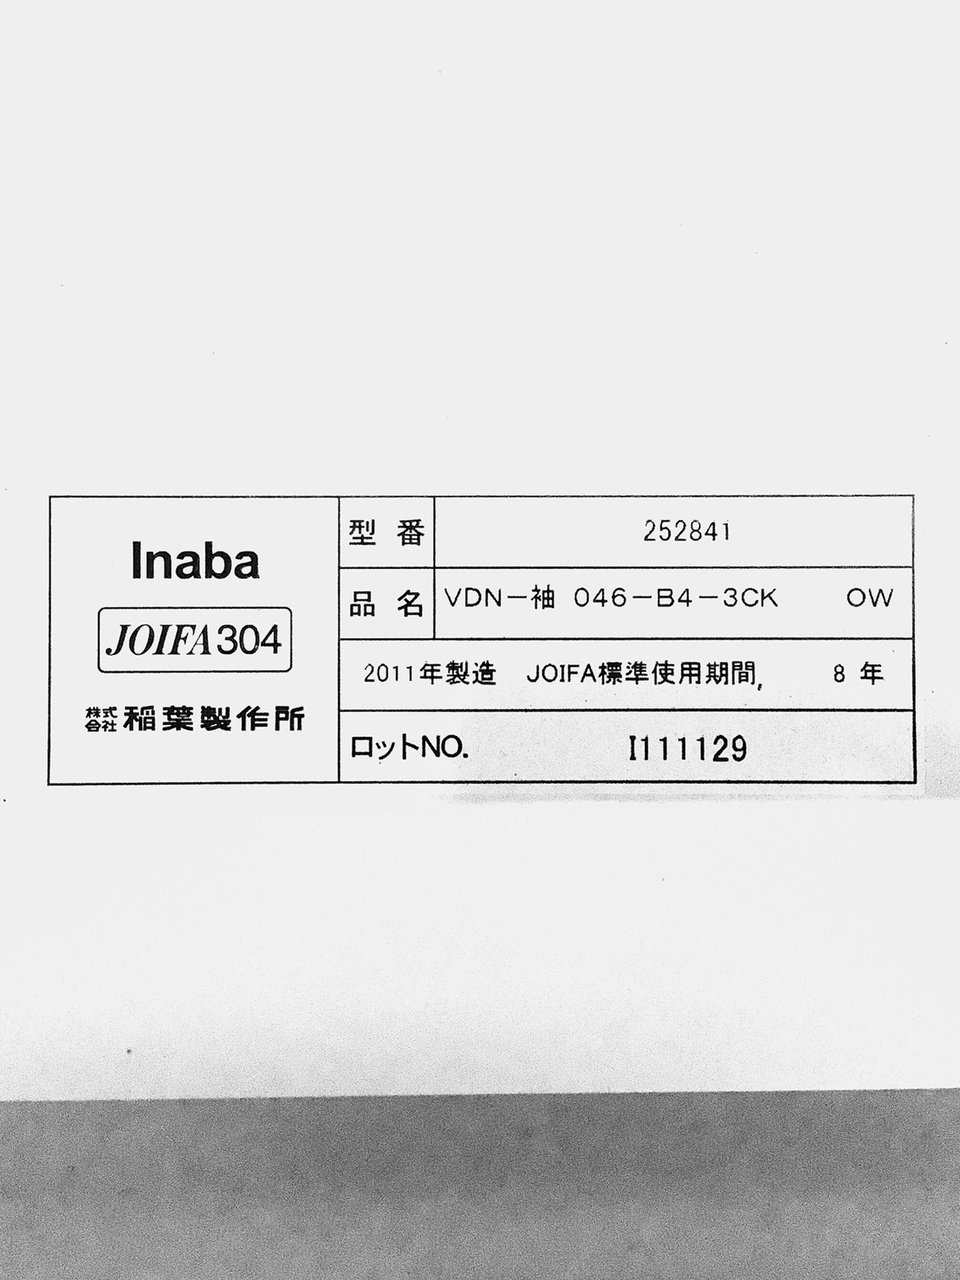 Inaba
JOIFA304
株式会社 稲葉製作所
型番 252841
品名 VDN－袖 046－B4－3CK OW
2011年製造 JOIFA標準使用期間, 8年
ロットNO. I111129